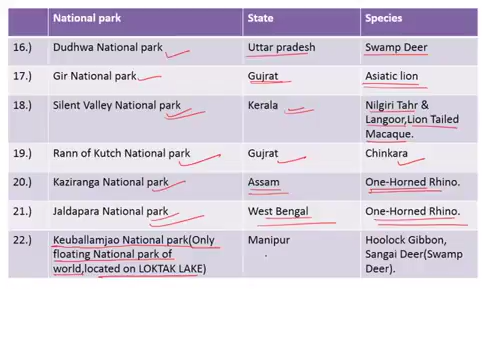 National park State Species
16.) Dudhwa National park Uttar pradesh Swamp Deer
17.) Gir National park Gujrat Asiatic lion
18.) Silent Valley National park Kerala Nilgiri Tahr &
Langoor,Lion Tailed
Macaque.
19.) Rann of Kutch National park Gujrat Chinkara
20.) Kaziranga National park Assam One-Horned Rhino.
21.) Jaldapara National park West Bengal One-Horned Rhino.
22.) Keuballamjao National park(Only Manipur Hoolock Gibbon,
floating National park of Sangai Deer(Swamp
world,located on LOKTAK LAKE) Deer).